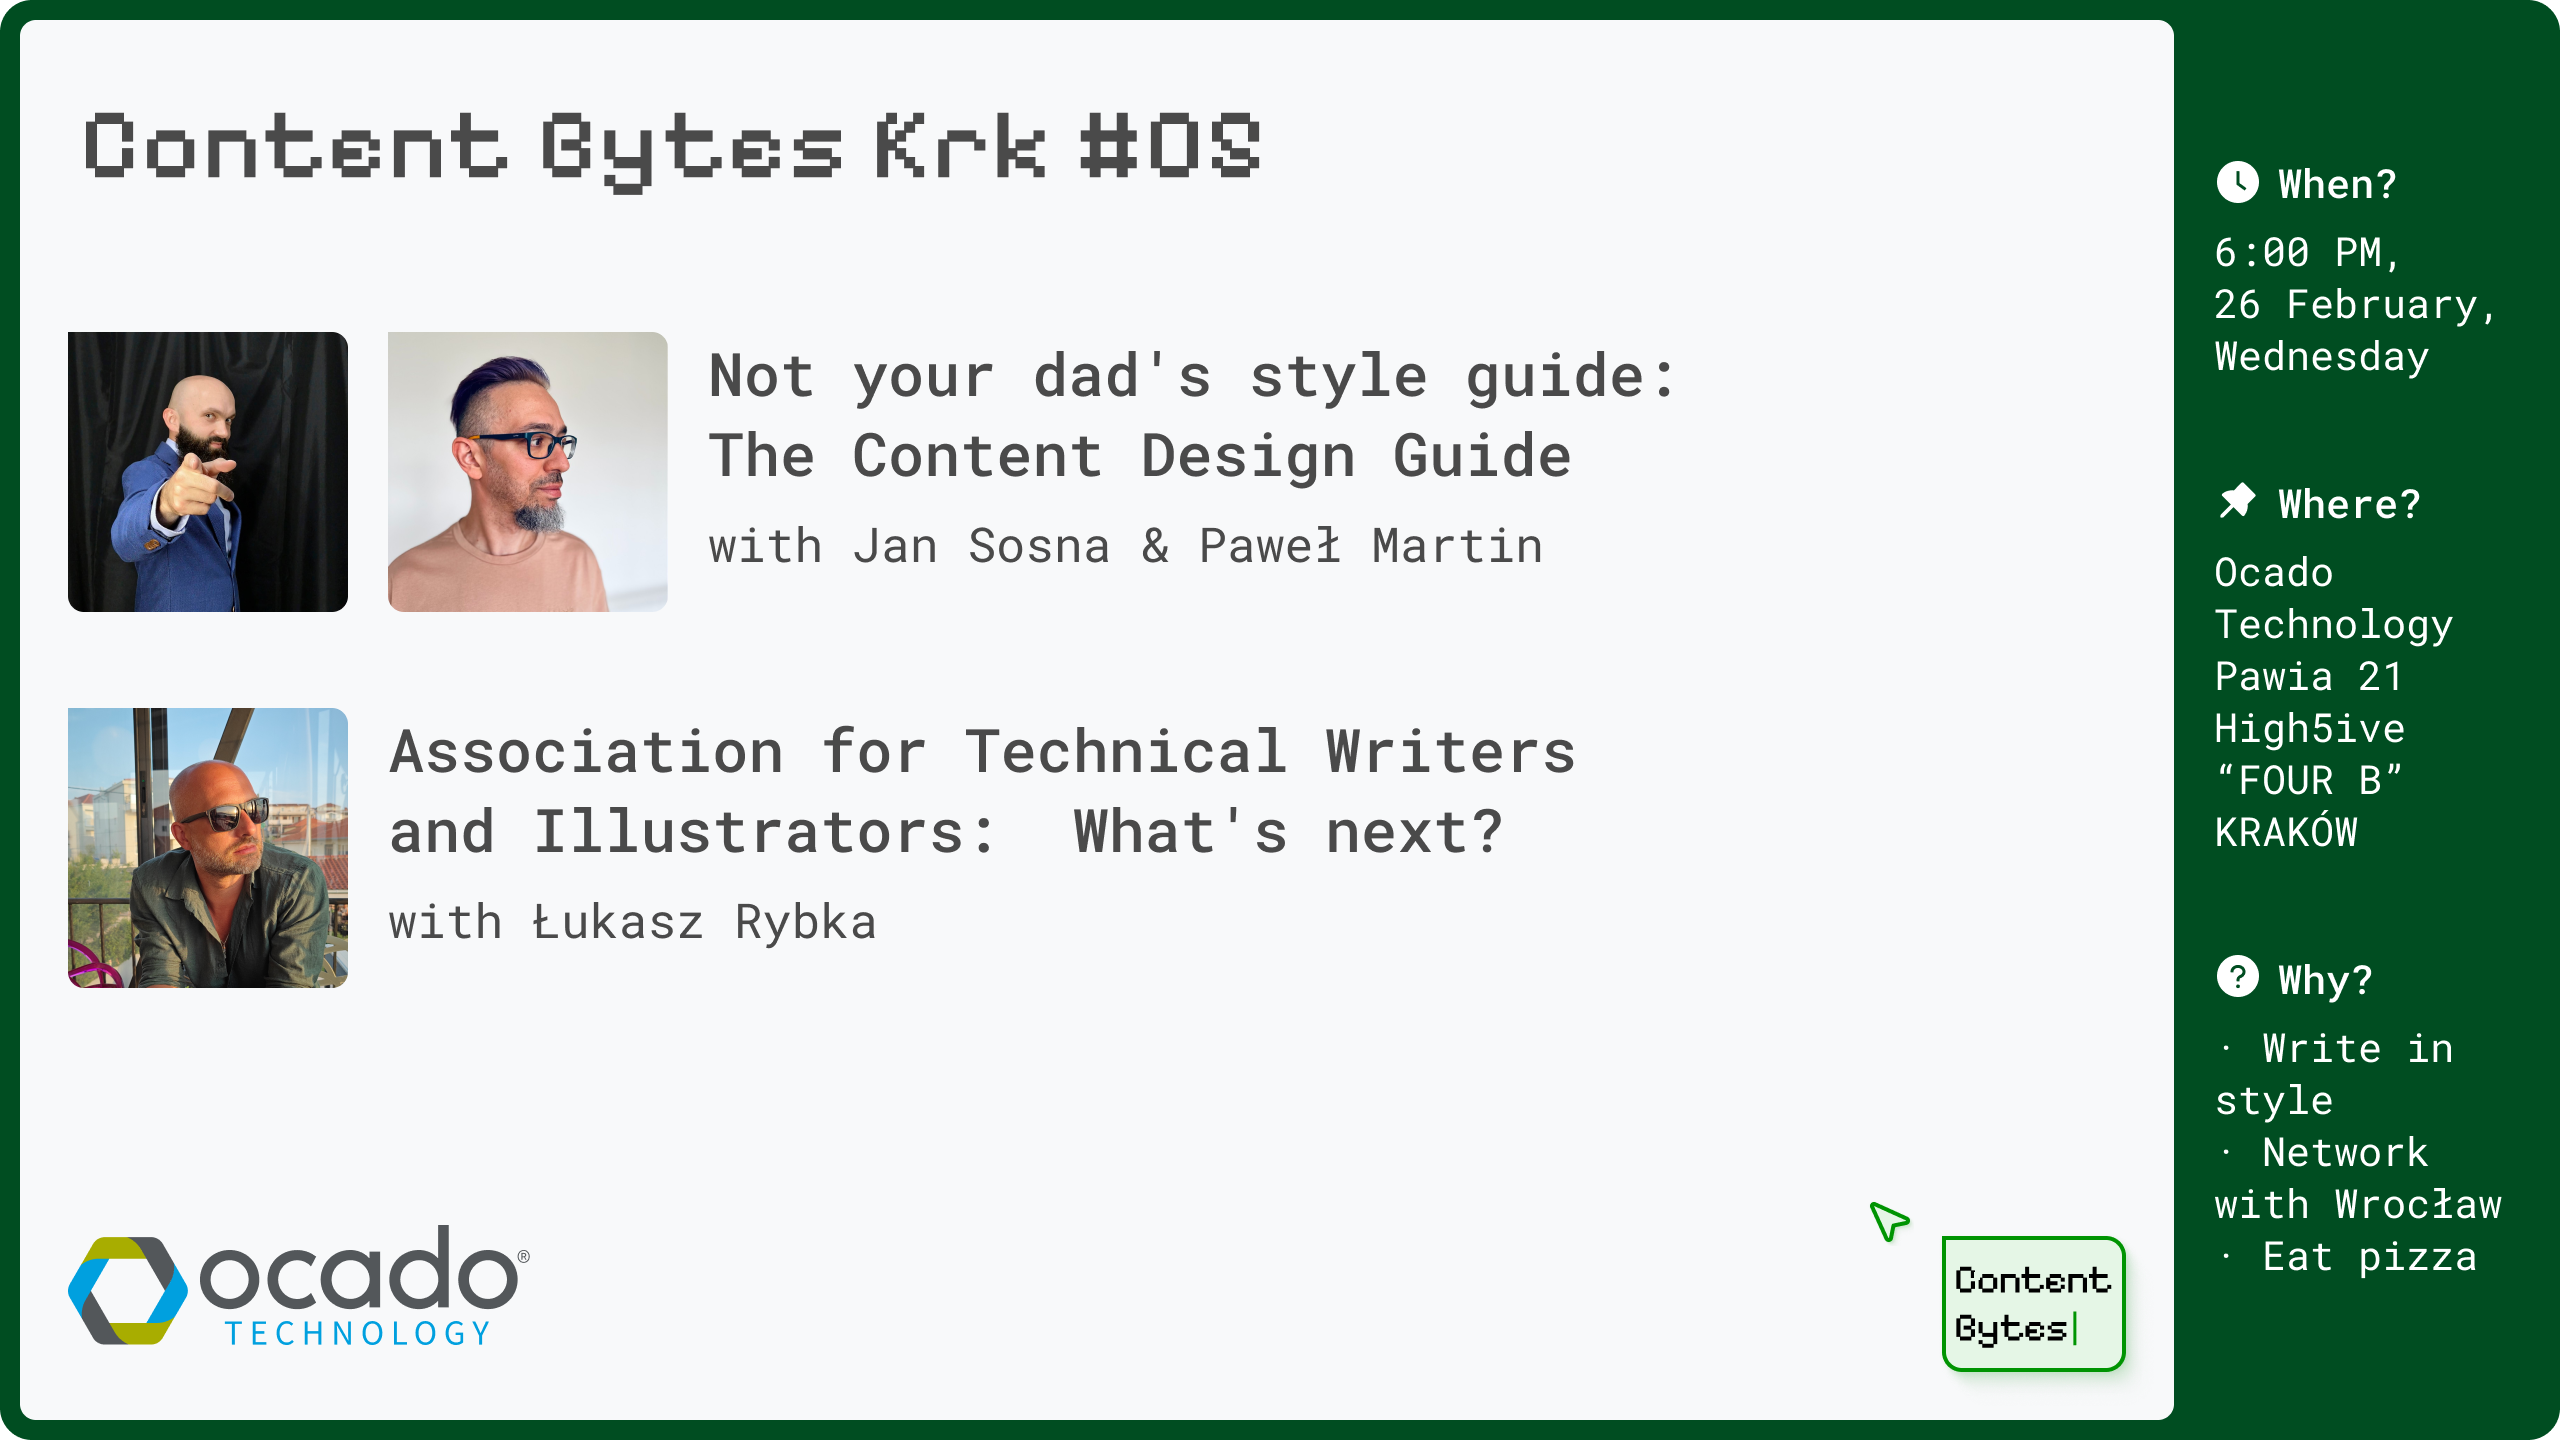 Content Bytes Krk #08
Not your dad's style guide:
The Content Design Guide
with Jan Sosna & Paweł Martin
Association for Technical Writers
and Illustrators:  What's next?
with Łukasz Rybka
ocado®
TECHNOLOGY
Content
Bytes
When?
6:00 PM,
26 February,
Wednesday
Where?
Ocado
Technology
Pawia 21
High5ive
“FOUR B”
KRAKÓW
Why?
· Write in
style
· Network
with Wrocław
· Eat pizza